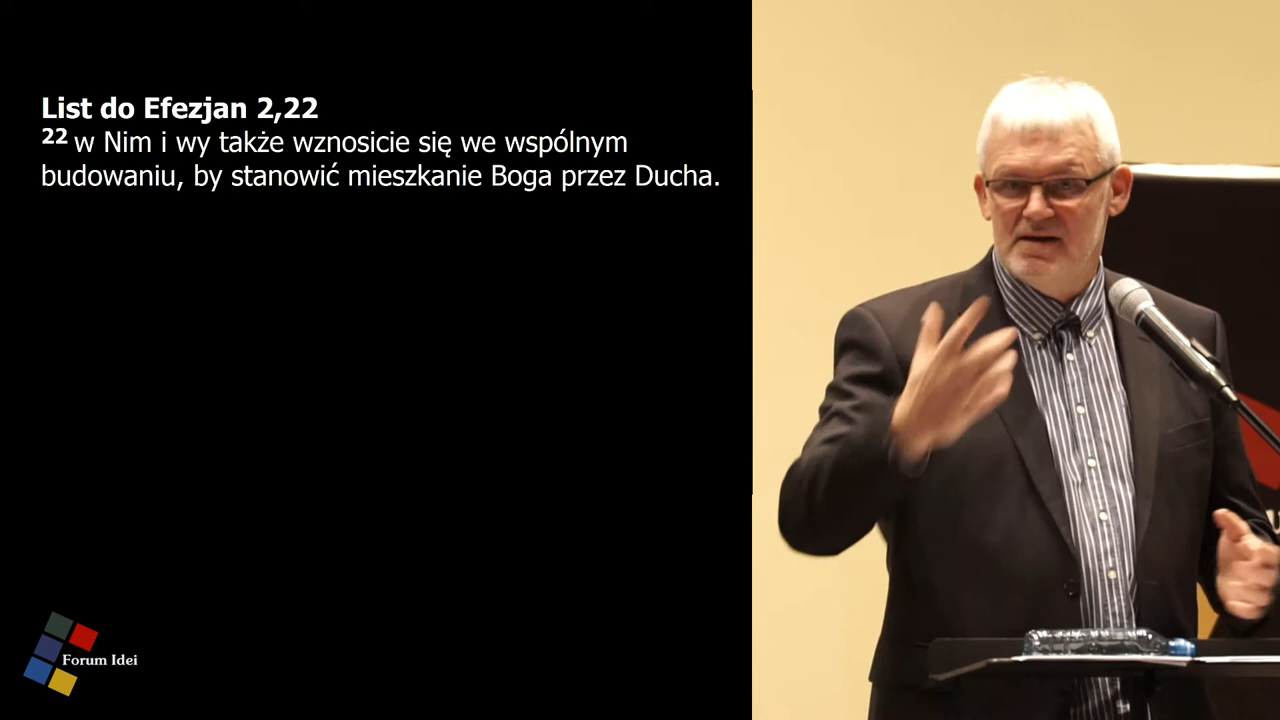 List do Efezjan 2,22
22 w Nim i wy także wznosicie się we wspólnym
budowaniu, by stanowić mieszkanie Boga przez Ducha.
Forum Idei